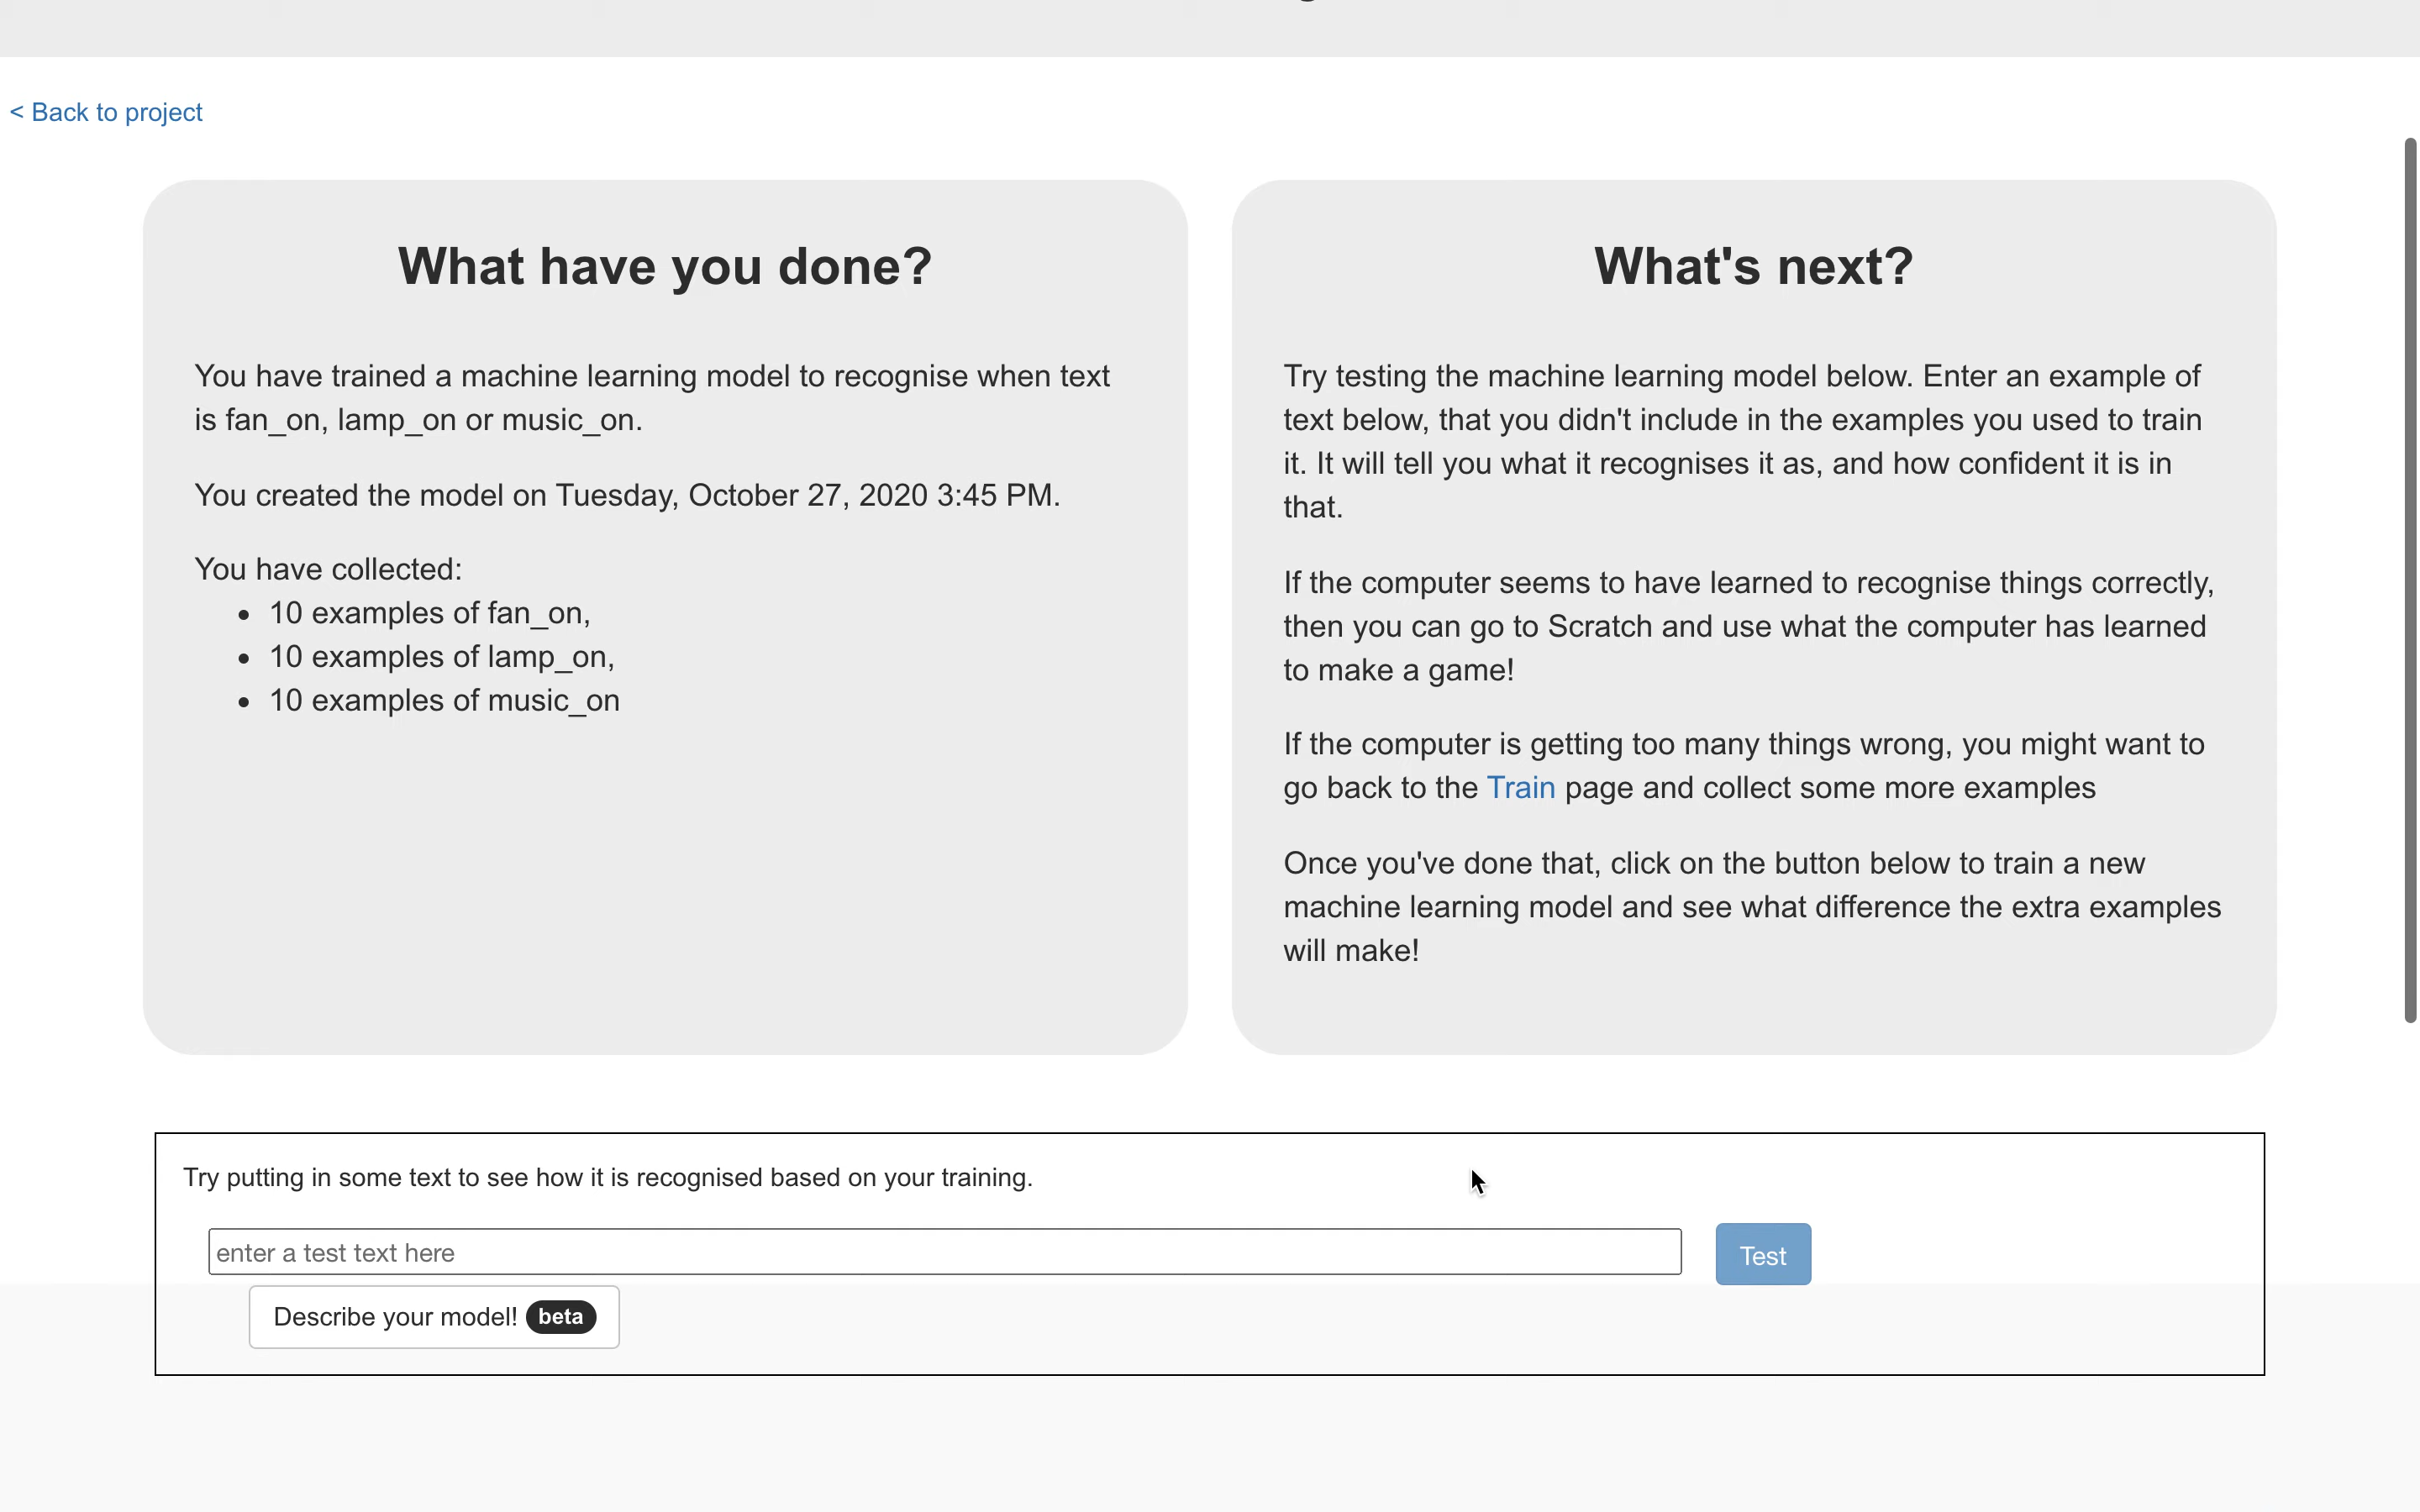 < Back to project
What have you done?
You have trained a machine learning model to recognise when text
is fan_on, lamp_on or music_on.
You created the model on Tuesday, October 27, 2020 3:45 PM.
You have collected:
• 10 examples of fan_on,
• 10 examples of lamp_on,
• 10 examples of music_on
What's next?
Try testing the machine learning model below. Enter an example of
text below, that you didn't include in the examples you used to train
it. It will tell you what it recognises it as, and how confident it is in
that.
If the computer seems to have learned to recognise things correctly,
then you can go to Scratch and use what the computer has learned
to make a game!
If the computer is getting too many things wrong, you might want to
go back to the Train page and collect some more examples
Once you've done that, click on the button below to train a new
machine learning model and see what difference the extra examples
will make!
Try putting in some text to see how it is recognised based on your training.
enter a test text here
Test
Describe your model! beta